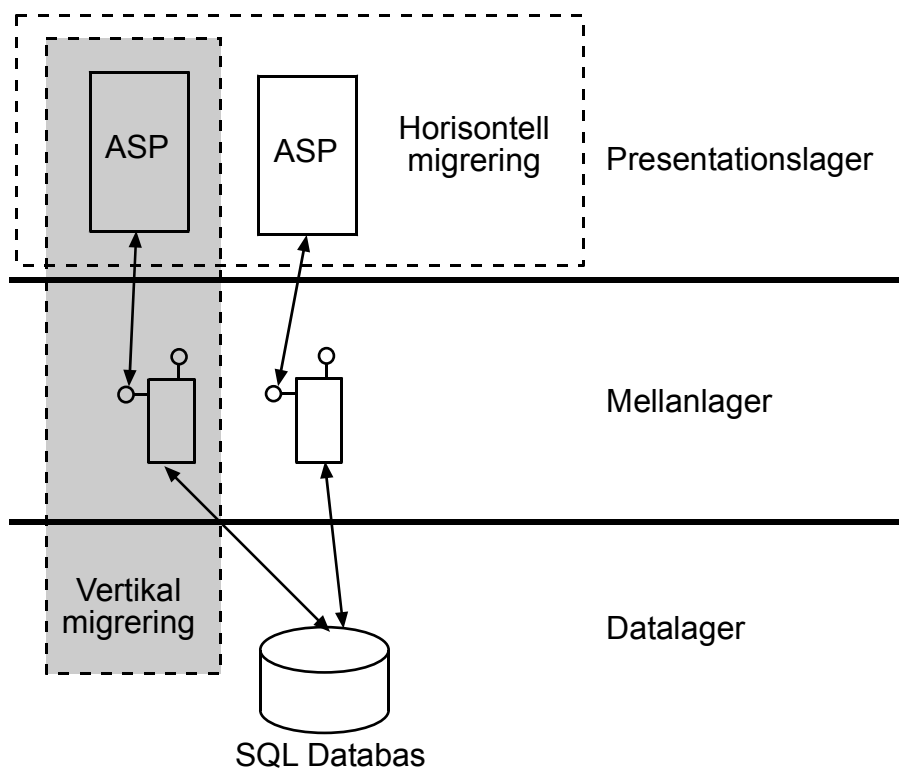 ASP
ASP
Horisontell
migrering
Presentationslager
Mellanlager
Vertikal
migrering
Datalager
SQL Databas